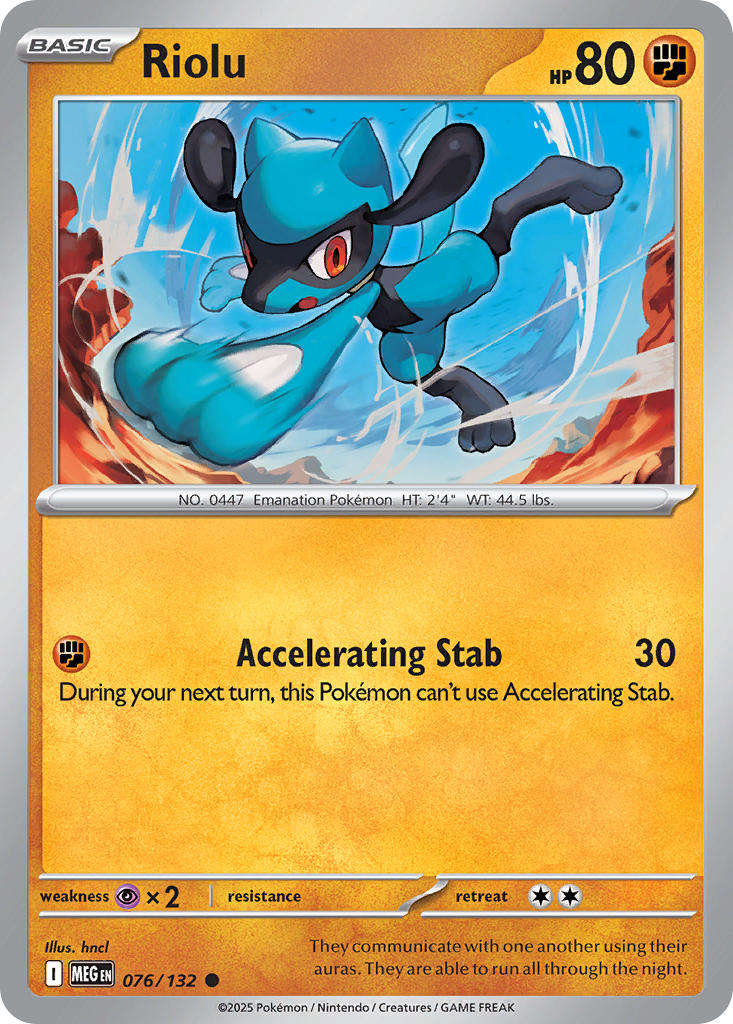 BASIC
Riolu
HP 80
NO. 0447 Emanation Pokémon HT: 2'4" WT: 44.5 lbs.
Accelerating Stab 30
During your next turn, this Pokémon can't use Accelerating Stab.
weakness ×2 resistance retreat
Illus. hncl
They communicate with one another using their
auras. They are able to run all through the night.
I MEG EN 076/132
©2025 Pokémon / Nintendo / Creatures / GAME FREAK